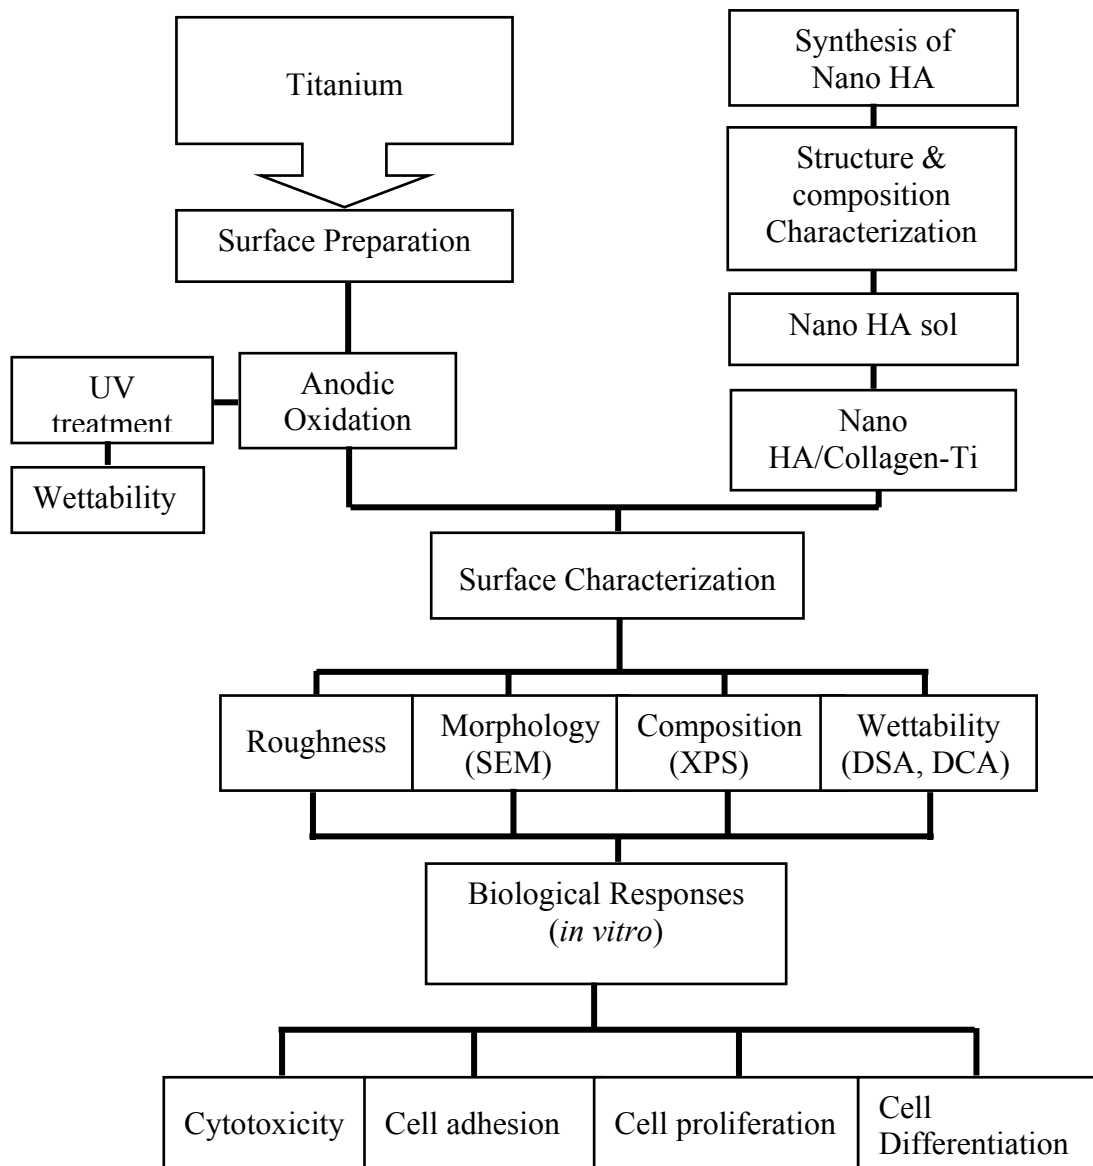 Titanium
Synthesis of
Nano HA
Structure &
composition
Characterization
Surface Preparation
Nano HA sol
UV
treatment
Anodic
Oxidation
Nano
HA/Collagen-Ti
Wettability
Surface Characterization
Roughness
Morphology
(SEM)
Composition
(XPS)
Wettability
(DSA, DCA)
Biological Responses
(in vitro)
Cytotoxicity
Cell adhesion
Cell proliferation
Cell
Differentiation